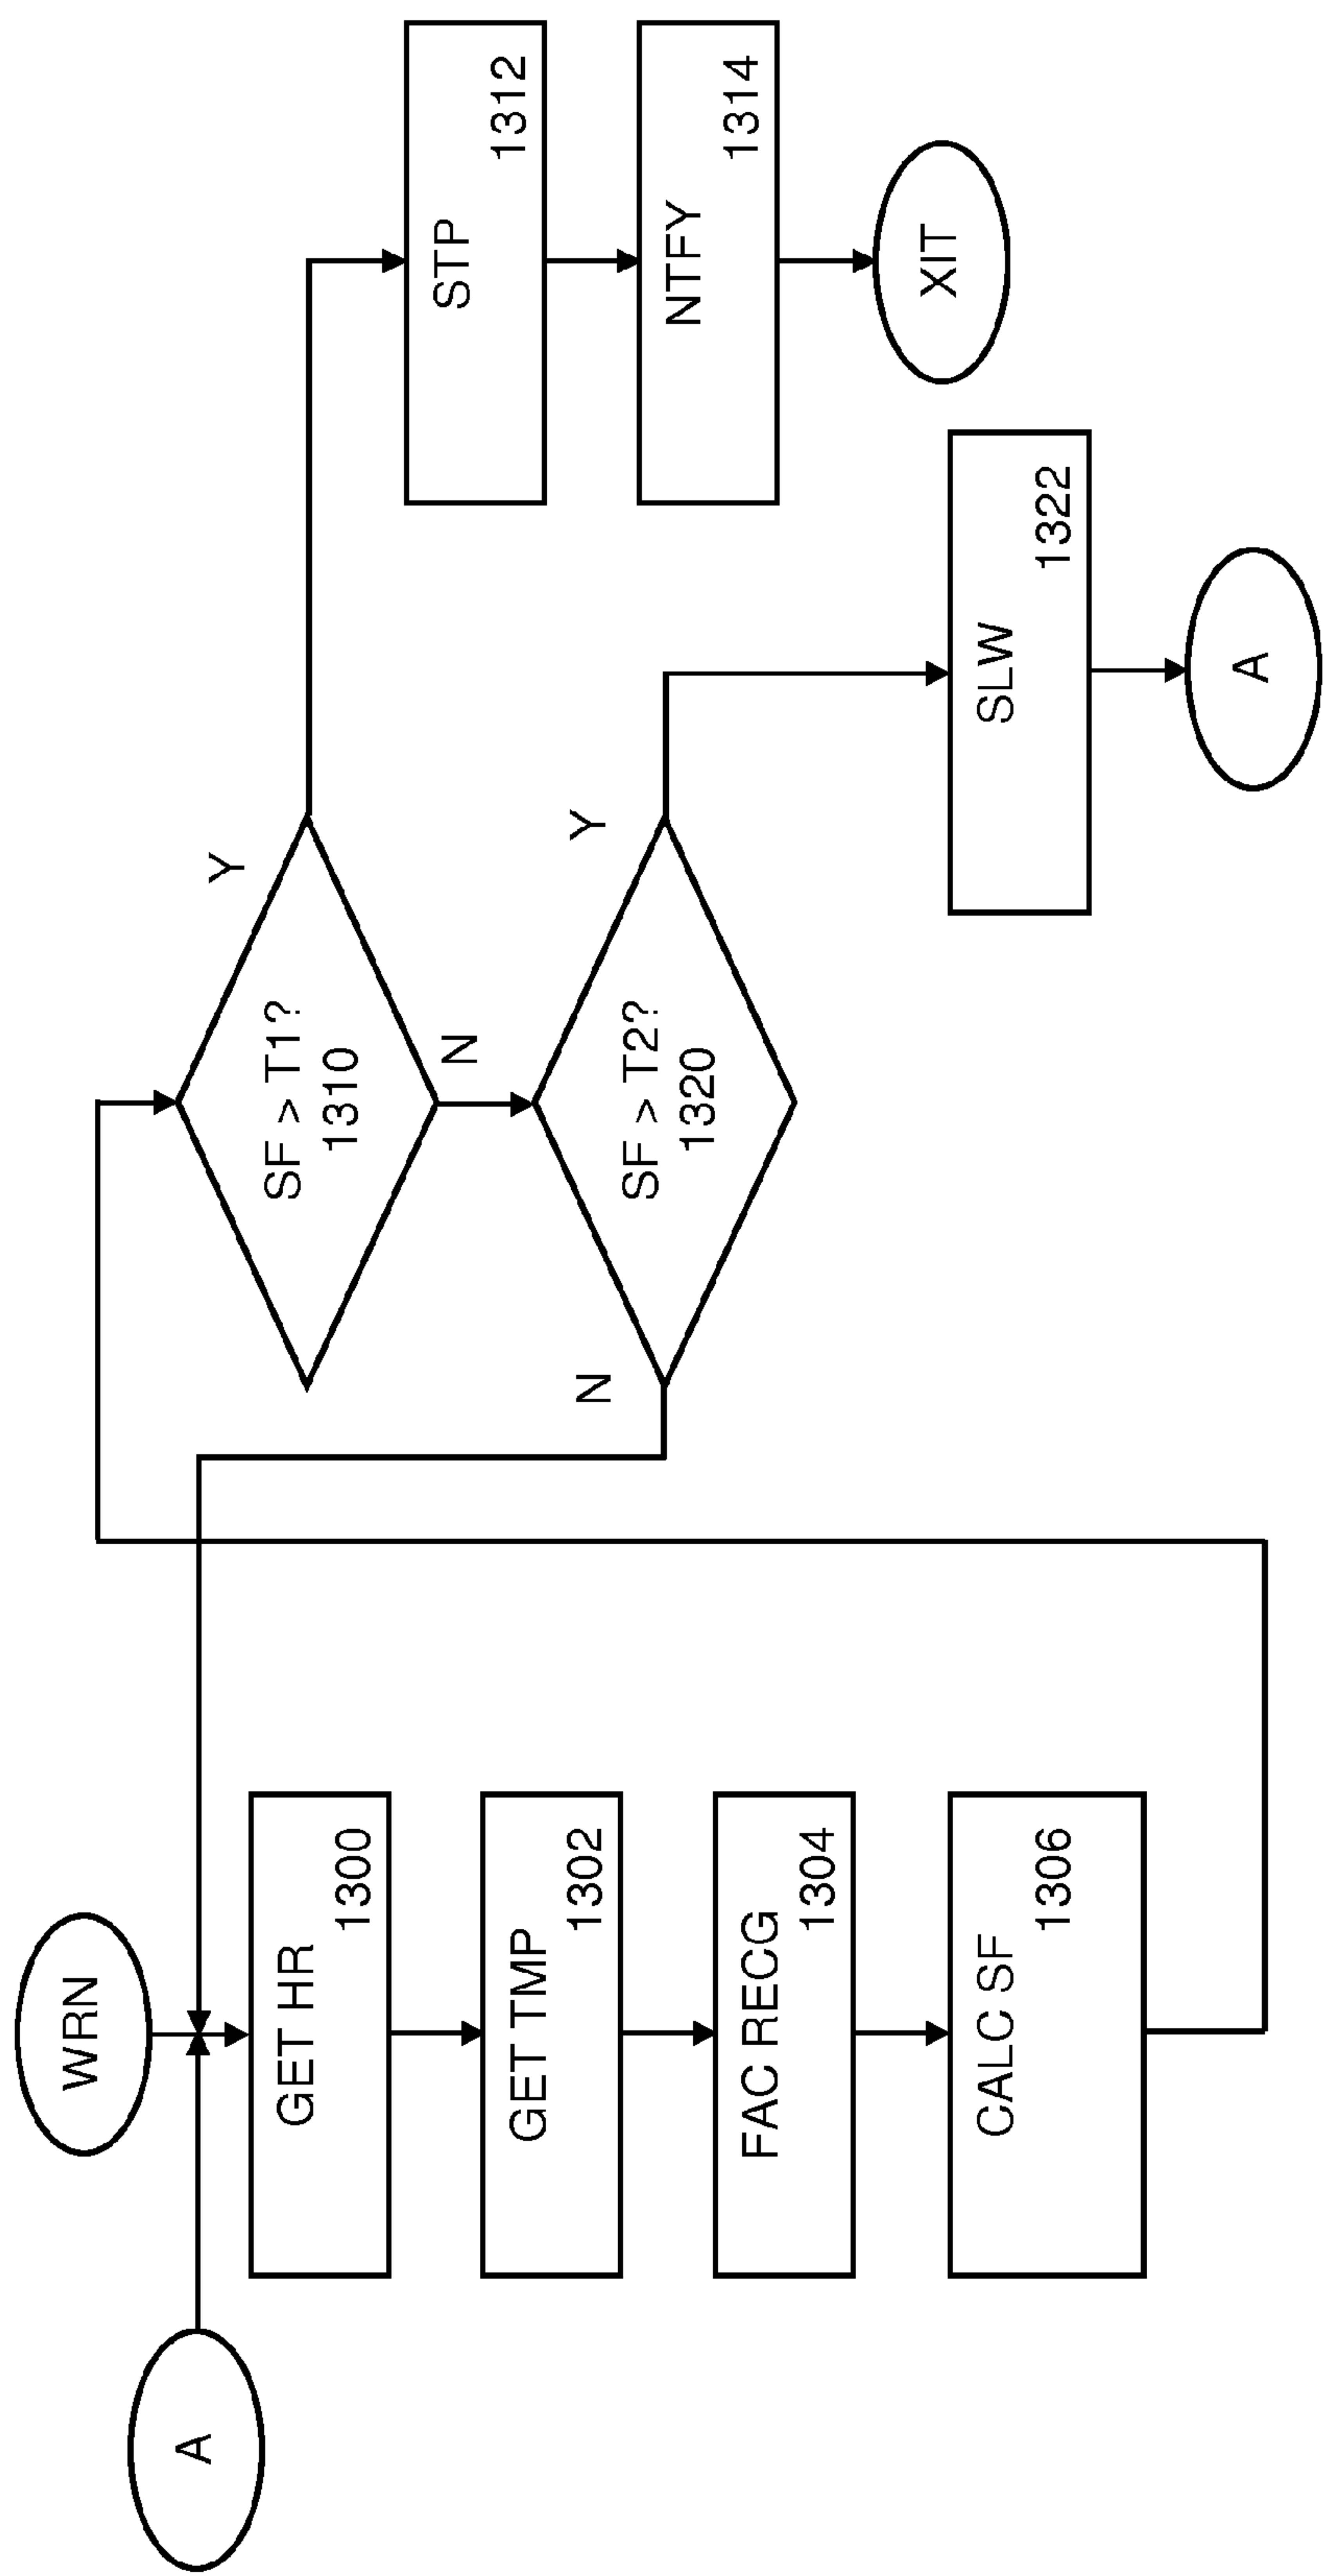 WRN
A
GET HR
1300
GET TMP
1302
FAC RECG
1304
CALC SF
1306
SF > T1?
1310
Y
N
SF > T2?
1320
Y
N
STP
1312
NTFY
1314
XIT
SLW
1322
A